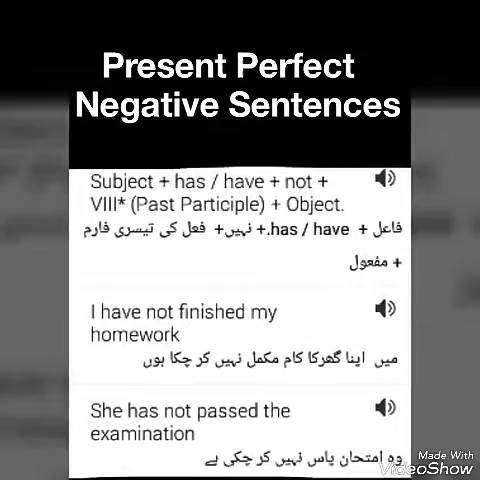 Present Perfect
Negative Sentences
Subject + has / have + not +
VIII* (Past Participle) + Object.
فاعل + has / have.+ نہیں+ فعل کی تیسری فارم
+ مفعول
I have not finished my
homework
میں اپنا گھرکا کام مکمل نہیں کر چکا ہوں
She has not passed the
examination
وہ امتحان پاس نہیں کر چکی ہے
Made With
VideoShow